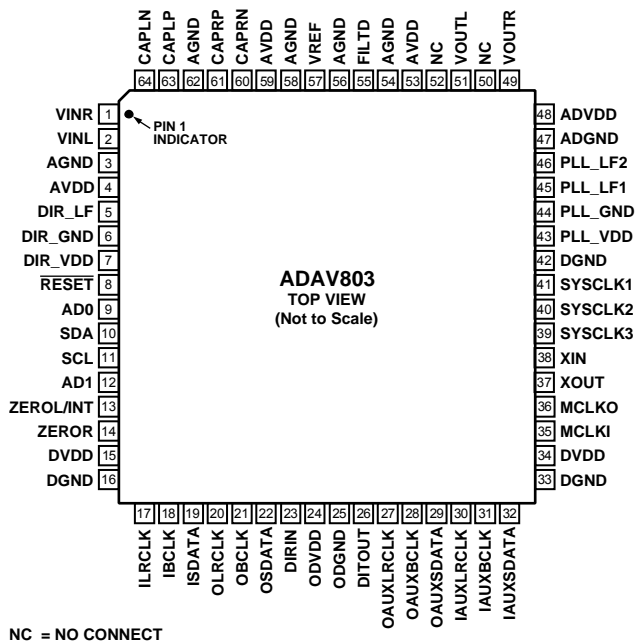 CAPLN
CAPLP
AGND
CAPRP
CAPRN
AVDD
AGND
VREF
AGND
FILTD
AGND
AVDD
NC
VOUTL
NC
VOUTR
64 63 62 61 60 59 58 57 56 55 54 53 52 51 50 49
VINR 1
VINL 2
AGND 3
AVDD 4
DIR_LF 5
DIR_GND 6
DIR_VDD 7
RESET 8
AD0 9
SDA 10
SCL 11
AD1 12
ZEROL/INT 13
ZEROR 14
DVDD 15
DGND 16
PIN 1
INDICATOR
ADAV803
TOP VIEW
(Not to Scale)
48 ADVDD
47 ADGND
46 PLL_LF2
45 PLL_LF1
44 PLL_GND
43 PLL_VDD
42 DGND
41 SYSCLK1
40 SYSCLK2
39 SYSCLK3
38 XIN
37 XOUT
36 MCLKO
35 MCLKI
34 DVDD
33 DGND
17 18 19 20 21 22 23 24 25 26 27 28 29 30 31 32
ILRCLK
IBCLK
ISDATA
OLRCLK
OBCLK
OSDATA
DIRIN
ODVDD
ODGND
DITOUT
OAUXLRCLK
OAUXBCLK
OAUXSDATA
IAUXLRCLK
IAUXBCLK
IAUXSDATA
NC = NO CONNECT